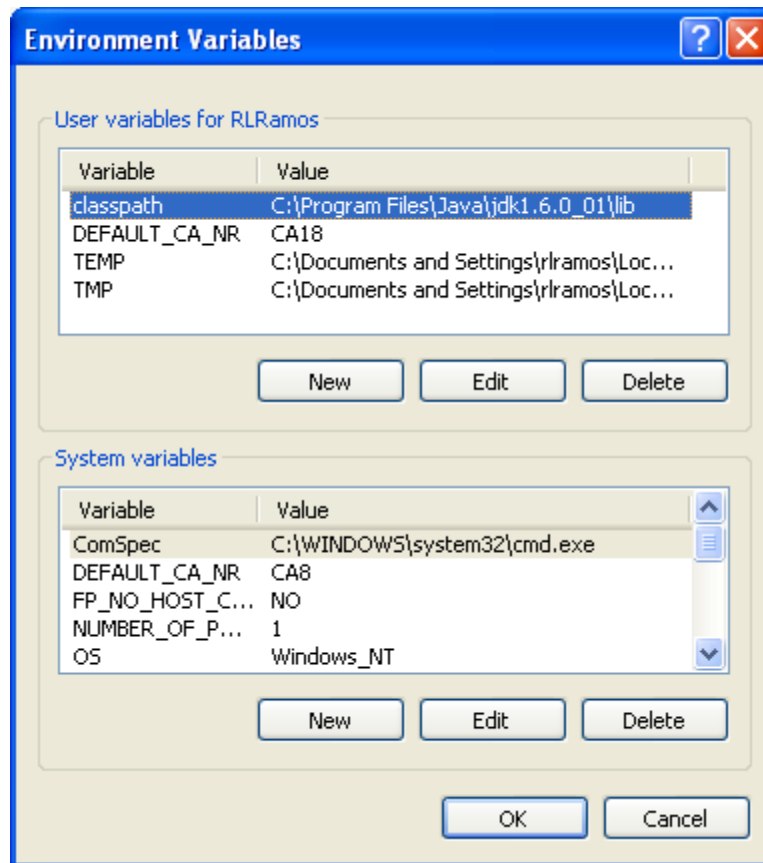 Environment Variables
User variables for RLRamos
Variable Value
classpath C:\Program Files\Java\jdk1.6.0_01\lib
DEFAULT_CA_NR CA18
TEMP C:\Documents and Settings\rlramos\Loc...
TMP C:\Documents and Settings\rlramos\Loc...
New Edit Delete
System variables
Variable Value
ComSpec C:\WINDOWS\system32\cmd.exe
DEFAULT_CA_NR CA8
FP_NO_HOST_C... NO
NUMBER_OF_P... 1
OS Windows_NT
New Edit Delete
OK Cancel